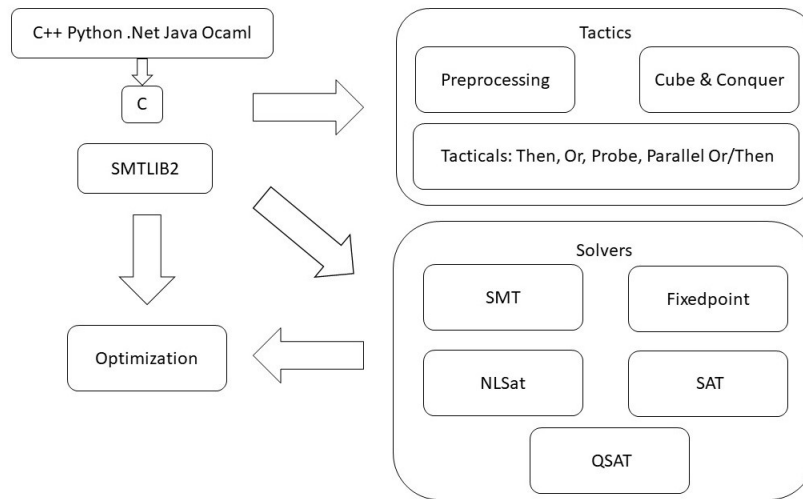 C++ Python .Net Java Ocaml
C
SMTLIB2
Optimization
Tactics
Preprocessing
Cube & Conquer
Tacticals: Then, Or, Probe, Parallel Or/Then
Solvers
SMT
Fixedpoint
NLSat
SAT
QSAT